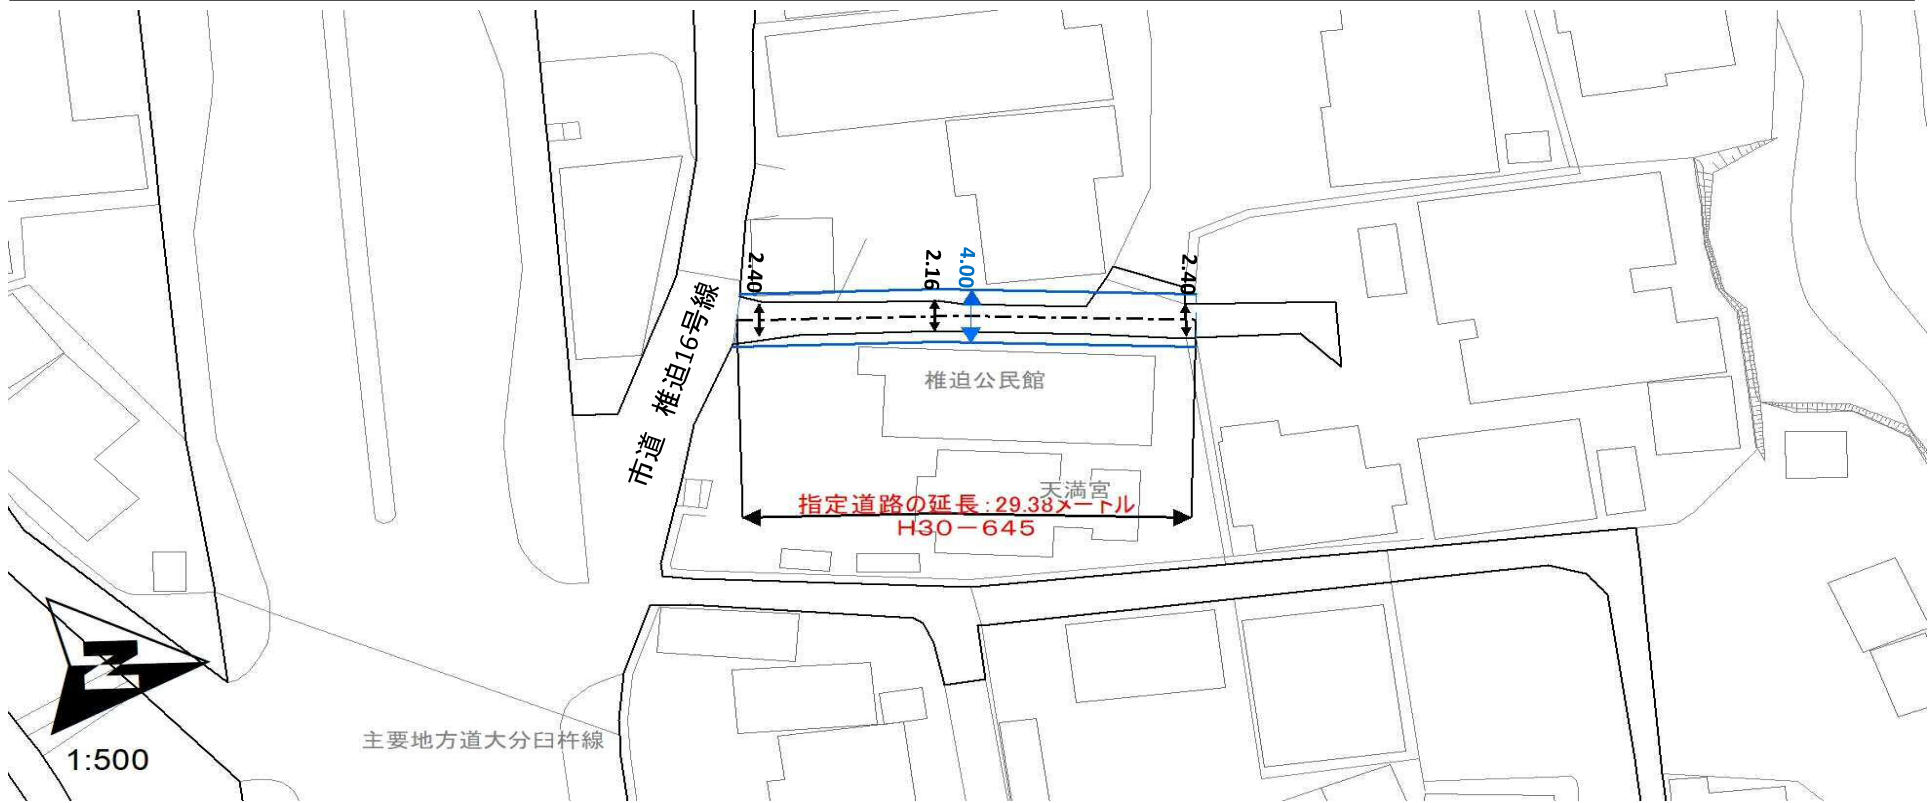 2.40
2.16
4.00
2.40
市道 椎迫16号線
椎迫公民館
天満宮
指定道路の延長:29.38メートル
H30-645
主要地方道大分臼杵線
N
1:500